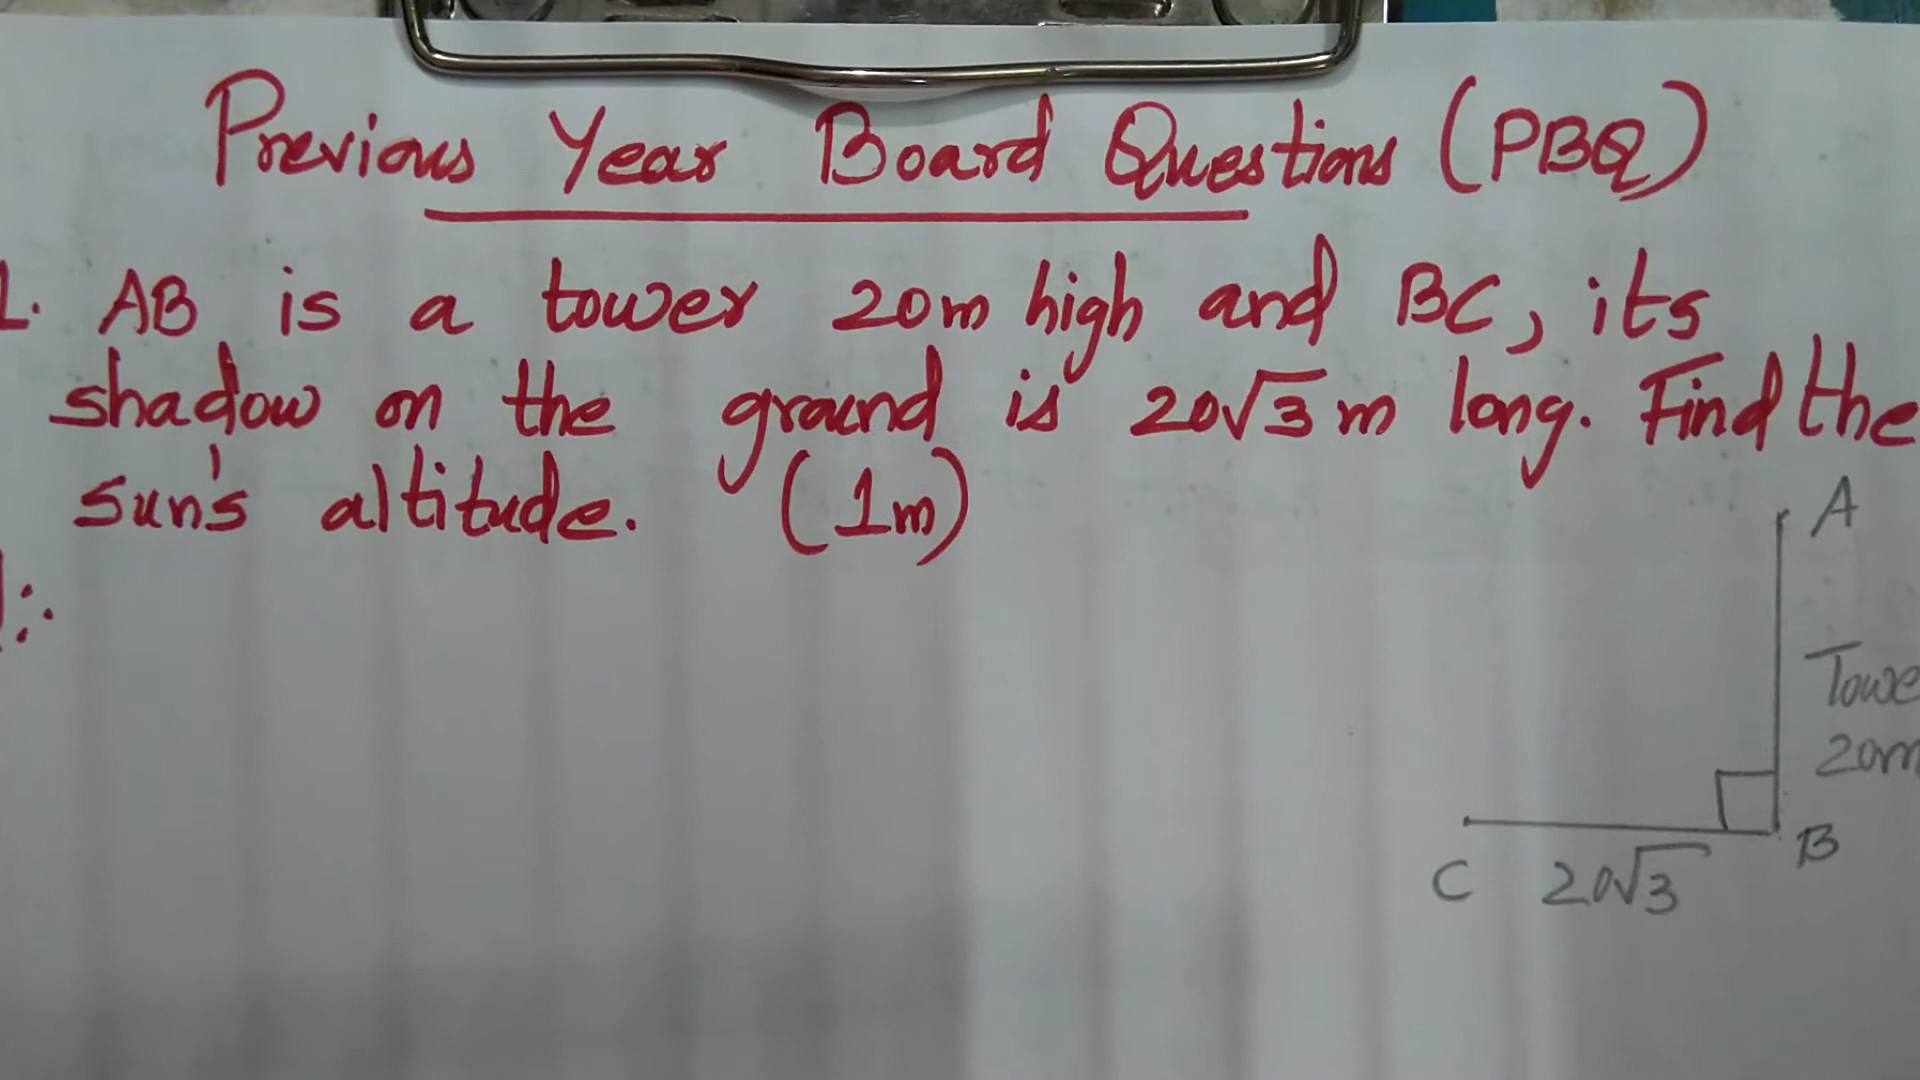 Previous Year Board Questions (PBQ)
1. AB is a tower 20m high and BC, its
shadow on the ground is 20√3 m long. Find the
sun's altitude. (1m)
A
20m
B
C 20√3